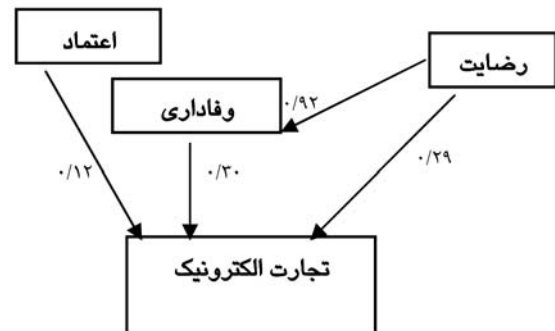 اعتماد
رضایت
وفاداری
۰/۹۲
۰/۱۲
۰/۳۰
۰/۲۹
تجارت الکترونیک